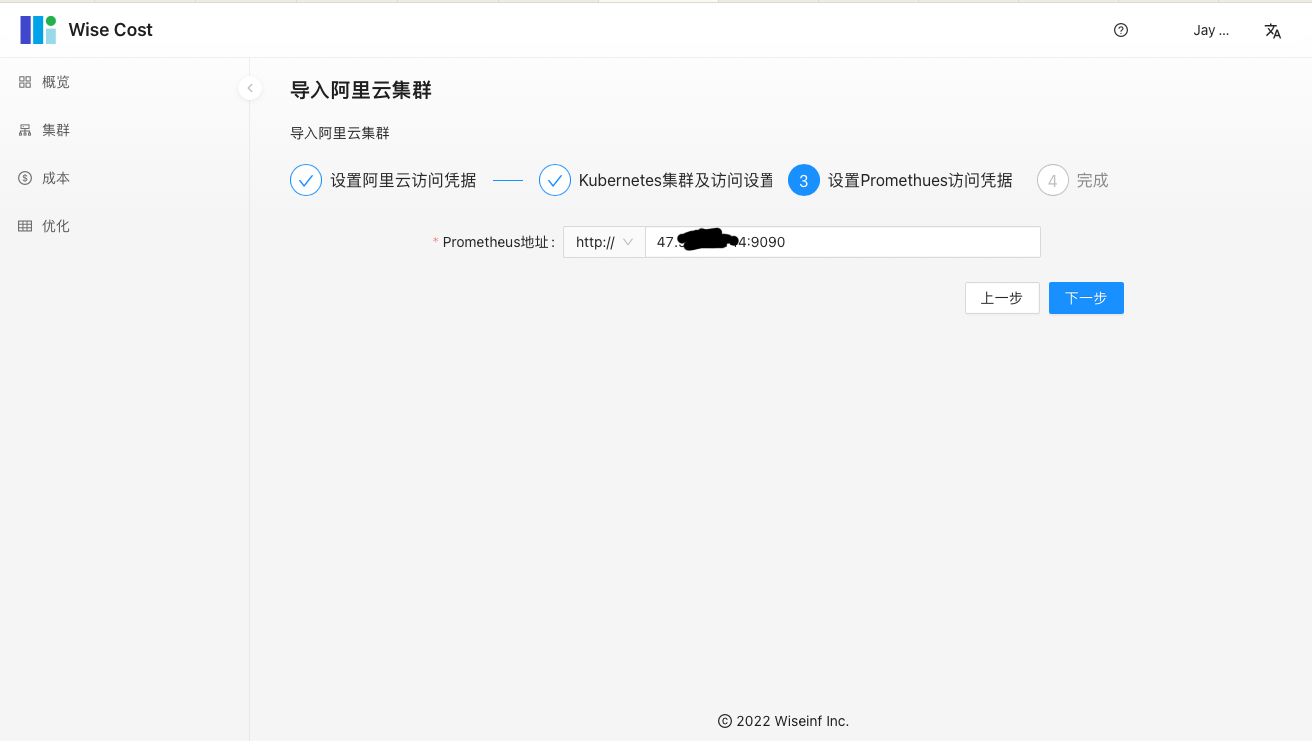 Wise Cost
Jay ...
概览
集群
成本
优化
导入阿里云集群
导入阿里云集群
设置阿里云访问凭据
Kubernetes集群及访问设置
3 设置Promethues访问凭据
4 完成
* Prometheus地址 : http:// 47. 4:9090
上一步 下一步
© 2022 Wiseinf Inc.